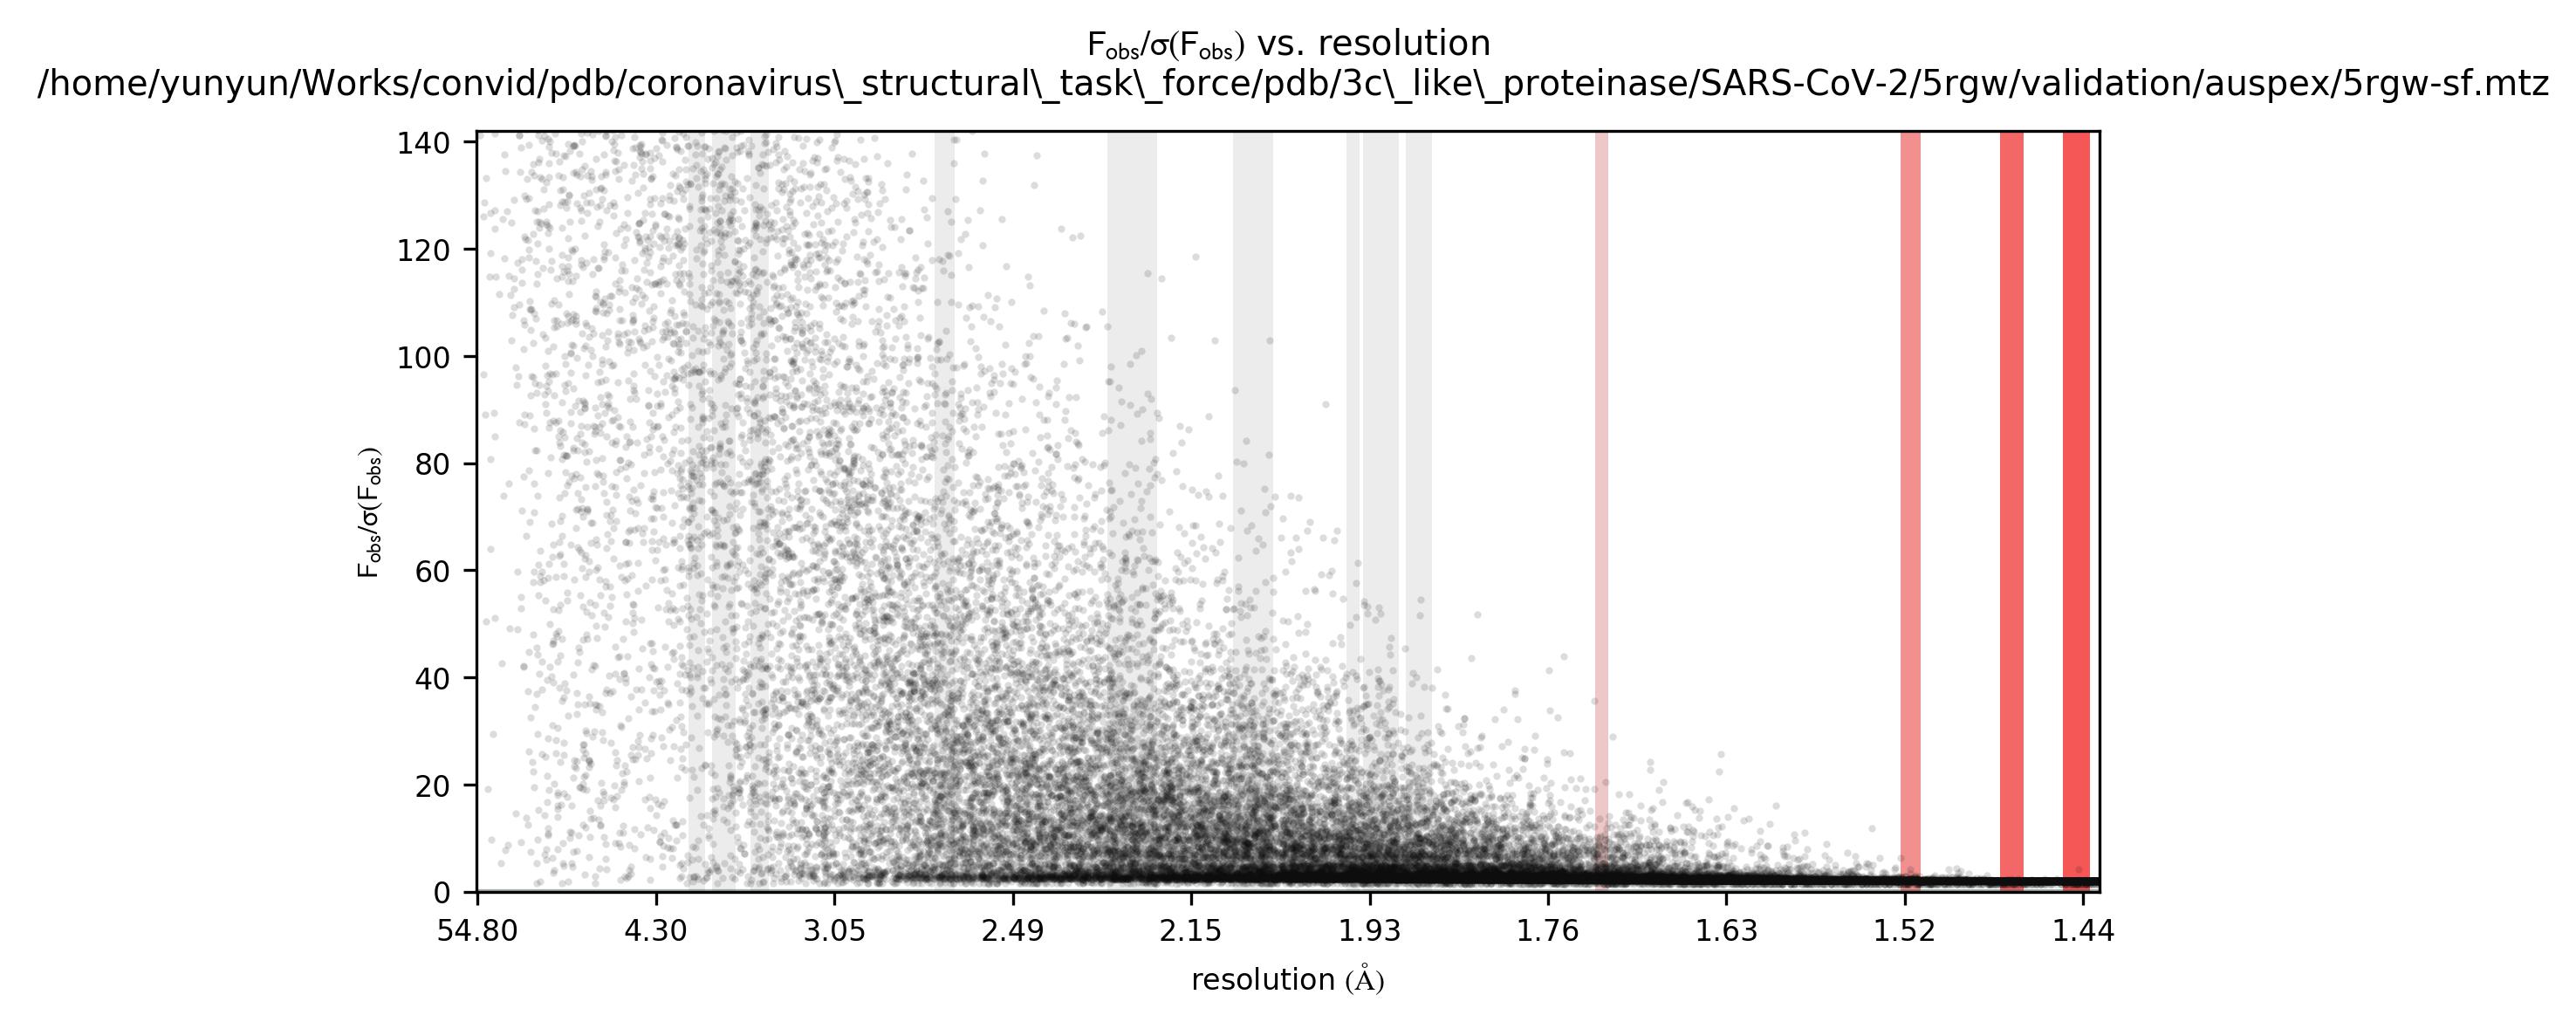 Fobs/σ(Fobs) vs. resolution
/home/yunyun/Works/convid/pdb/coronavirus\_structural\_task\_force/pdb/3c\_like\_proteinase/SARS-CoV-2/5rgw/validation/auspex/5rgw-sf.mtz
140
120
100
80
60
40
20
0
Fobs/σ(Fobs)
54.80 4.30 3.05 2.49 2.15 1.93 1.76 1.63 1.52 1.44
resolution (Å)